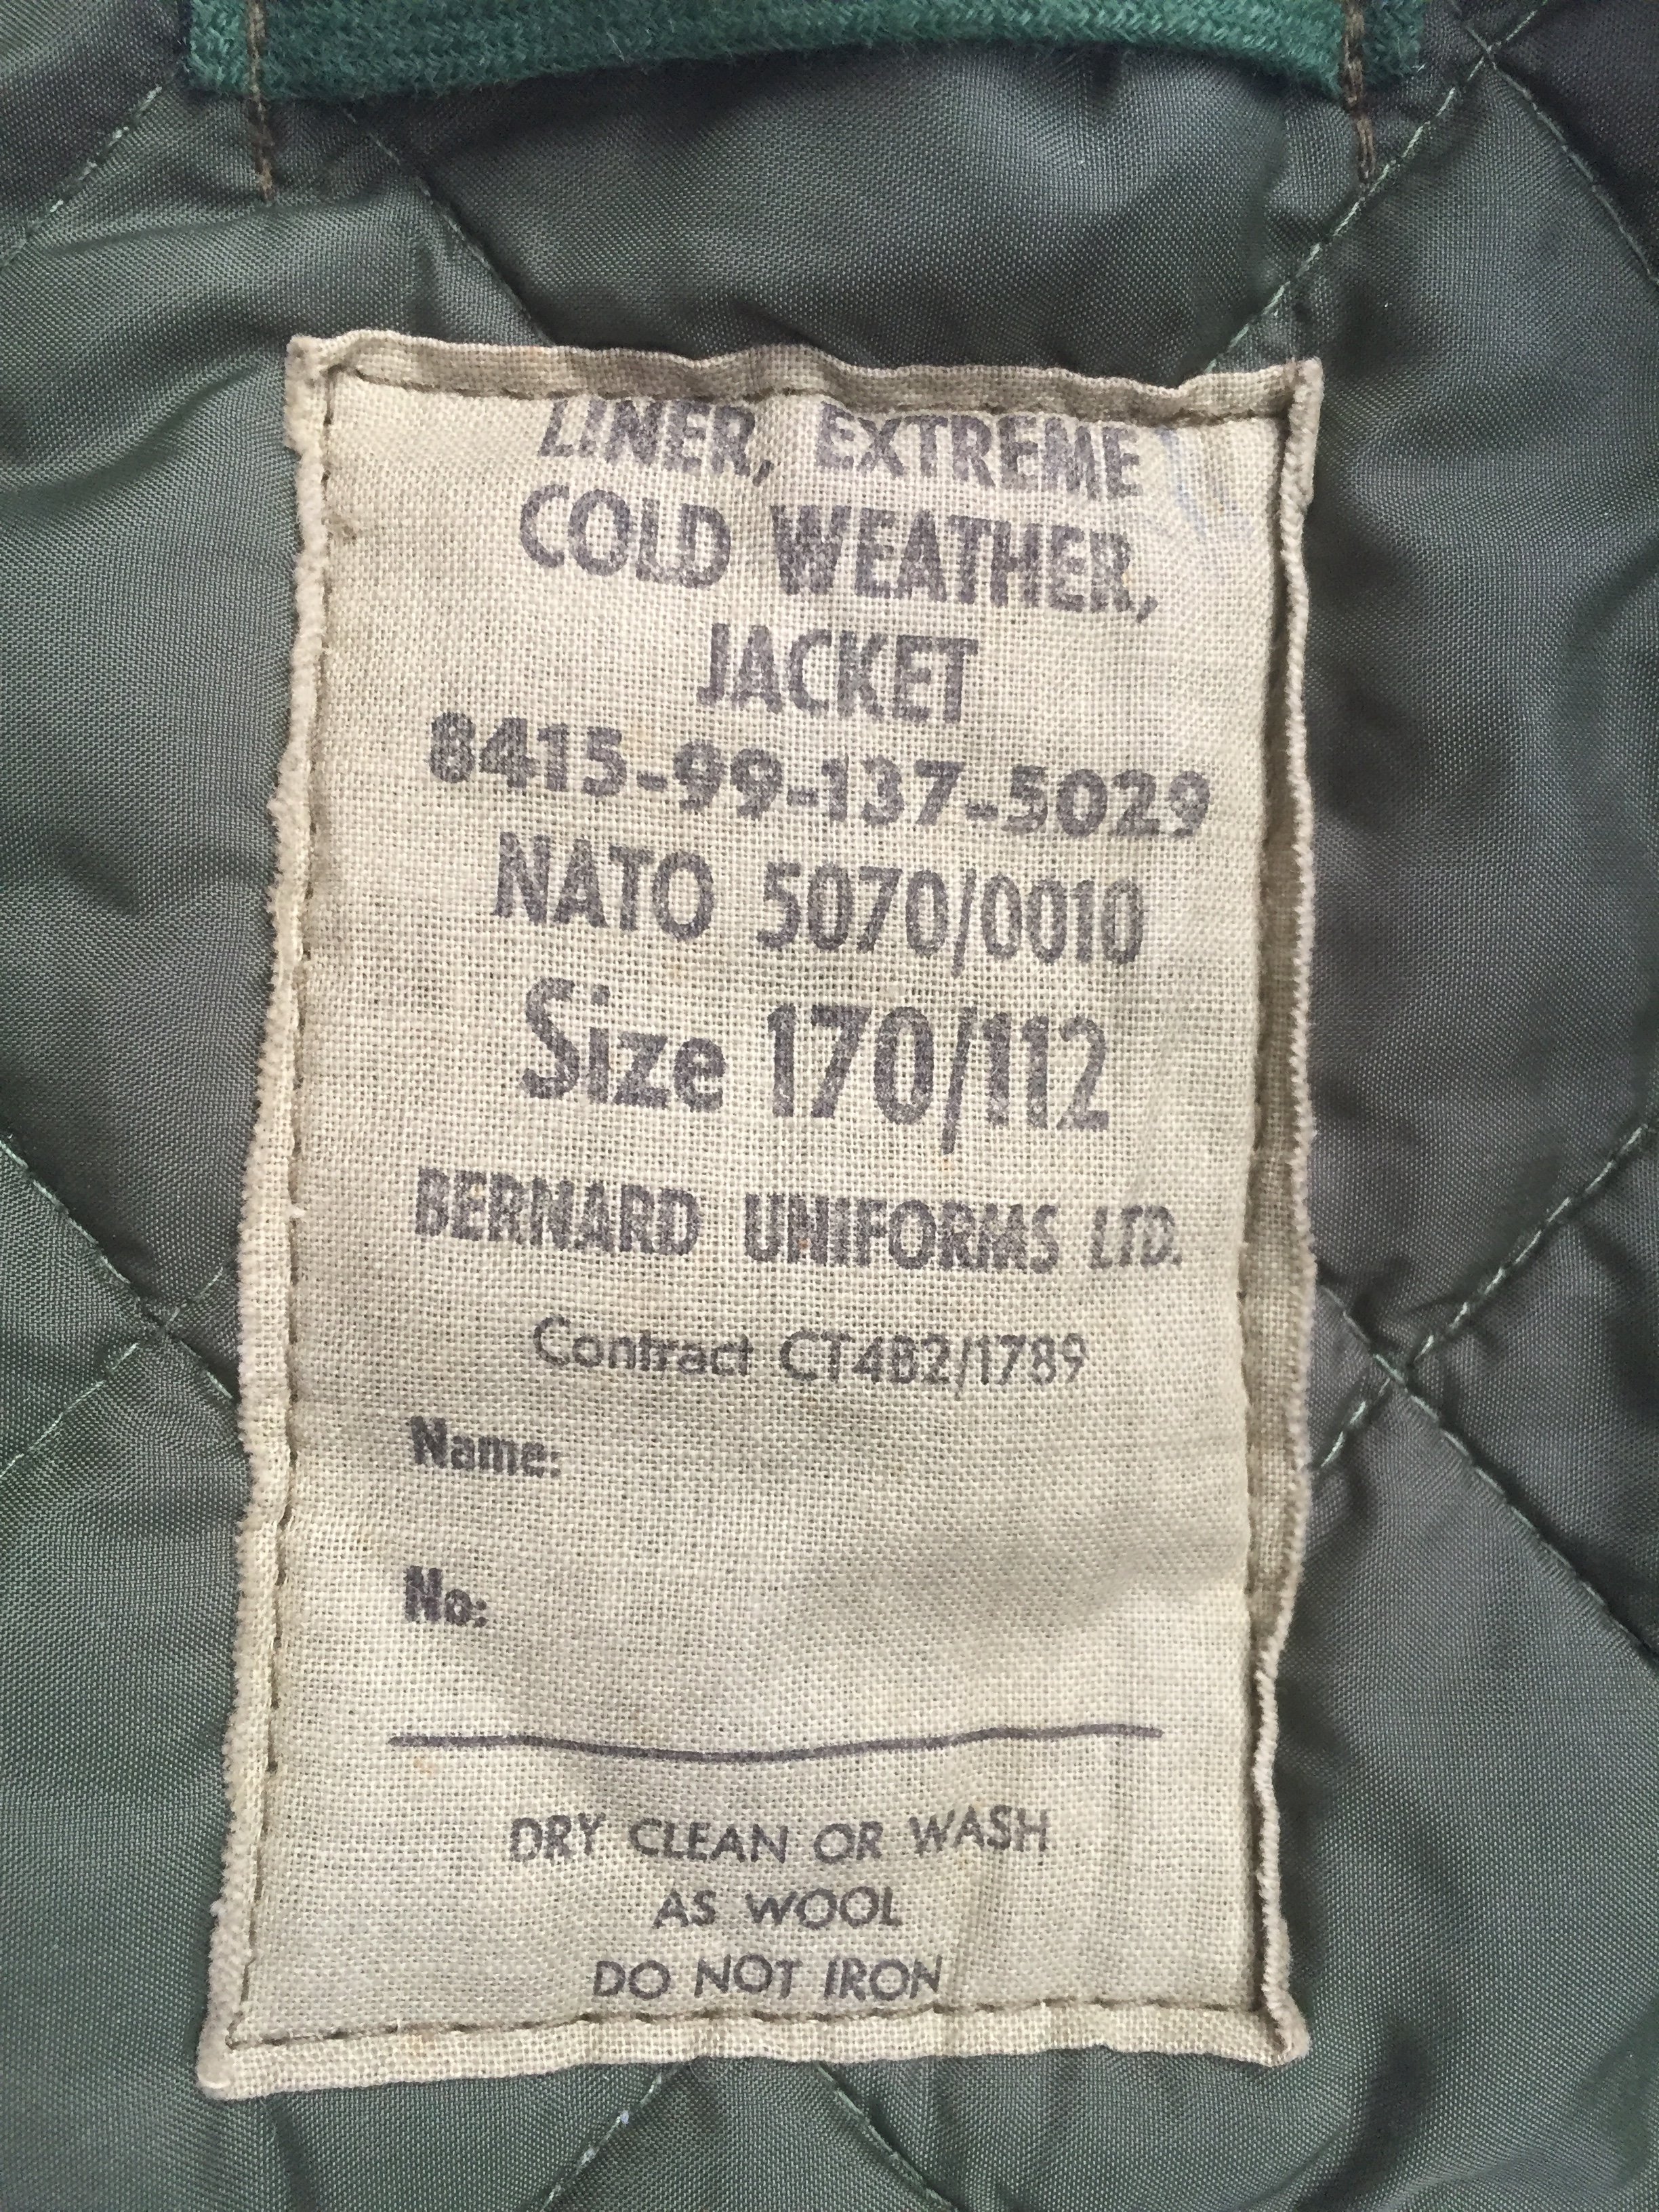 LINER, EXTREME
COLD WEATHER,
JACKET
8415-99-137-5029
NATO 5070/0010
Size 170/112
BERNARD UNIFORMS LTD.
Contract CT4B2/1789
Name:
No:
DRY CLEAN OR WASH
AS WOOL
DO NOT IRON